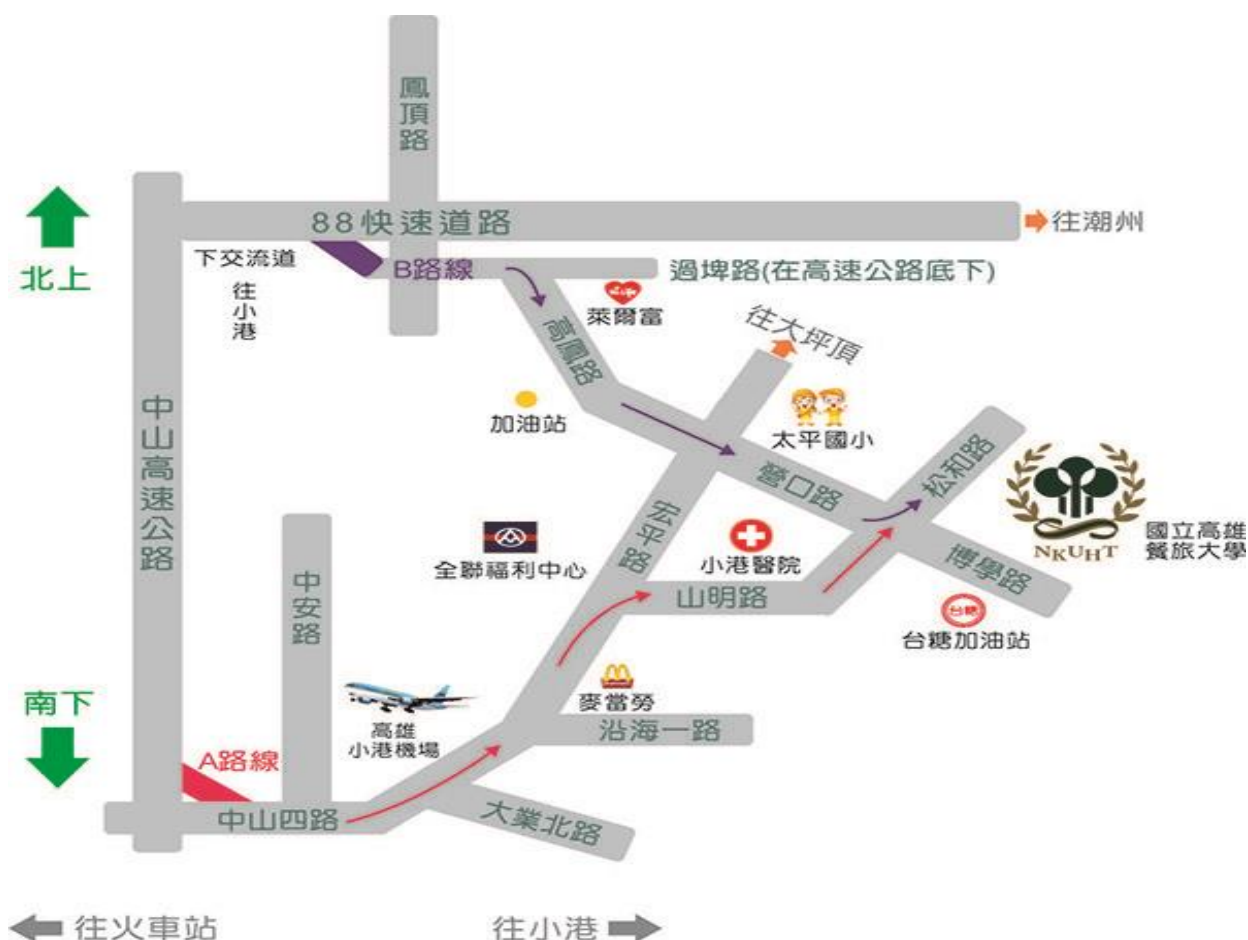 鳳頂路
88快速道路
往潮州
北上
下交流道
往小港
B路線
過埤路(在高速公路底下)
萊爾富
高鳳路
往大坪頂
加油站
太平國小
中山高速公路
營口路
松和路
NKUHT
國立高雄
餐旅大學
宏平路
全聯福利中心
小港醫院
博學路
中安路
山明路
台糖
台糖加油站
南下
麥當勞
高雄
小港機場
沿海一路
A路線
中山四路
大業北路
往火車站
往小港